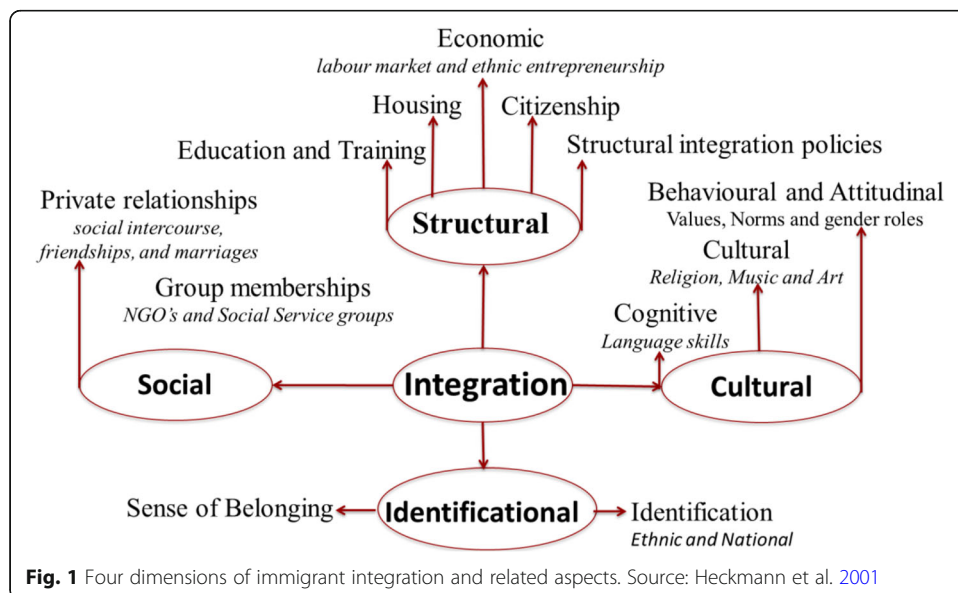 Economic
labour market and ethnic entrepreneurship
Housing
Citizenship
Education and Training
Structural integration policies
Structural
Private relationships
social intercourse,
friendships, and marriages
Group memberships
NGO's and Social Service groups
Behavioural and Attitudinal
Values, Norms and gender roles
Cultural
Religion, Music and Art
Cognitive
Language skills
Social
Integration
Cultural
Sense of Belonging
Identificational
Identification
Ethnic and National
Fig. 1 Four dimensions of immigrant integration and related aspects. Source: Heckmann et al. 2001